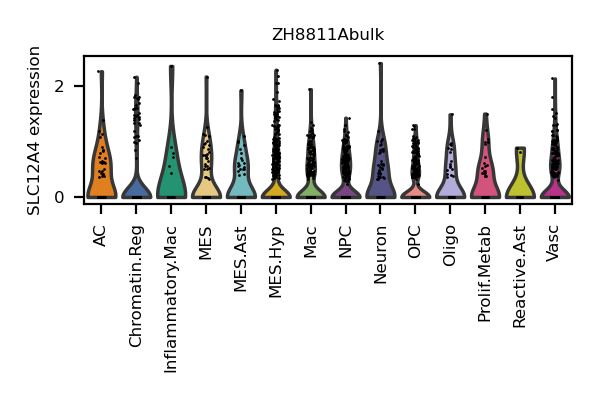 ZH8811Abulk
SLC12A4 expression
2
0
AC
Chromatin.Reg
Inflammatory.Mac
MES
MES.Ast
MES.Hyp
Mac
NPC
Neuron
OPC
Oligo
Prolif.Metab
Reactive.Ast
Vasc